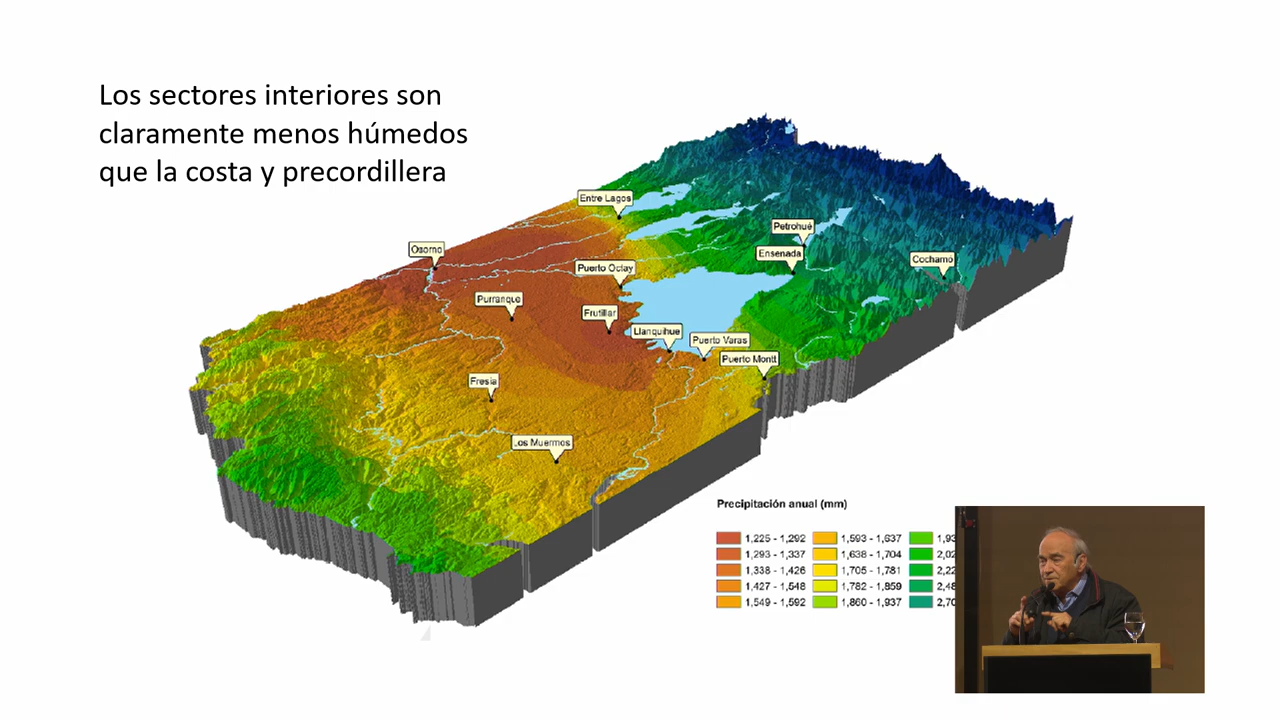 Los sectores interiores son
claramente menos húmedos
que la costa y precordillera
Entre Lagos
Petrohué
Osorno
Ensenada
Cochamó
Puerto Octay
Purranque
Frutillar
Llanquihue
Puerto Varas
Puerto Montt
Fresia
Los Muermos
Precipitación anual (mm)
1,225 - 1,292
1,293 - 1,337
1,338 - 1,426
1,427 - 1,548
1,549 - 1,592
1,593 - 1,637
1,638 - 1,704
1,705 - 1,781
1,782 - 1,859
1,860 - 1,937